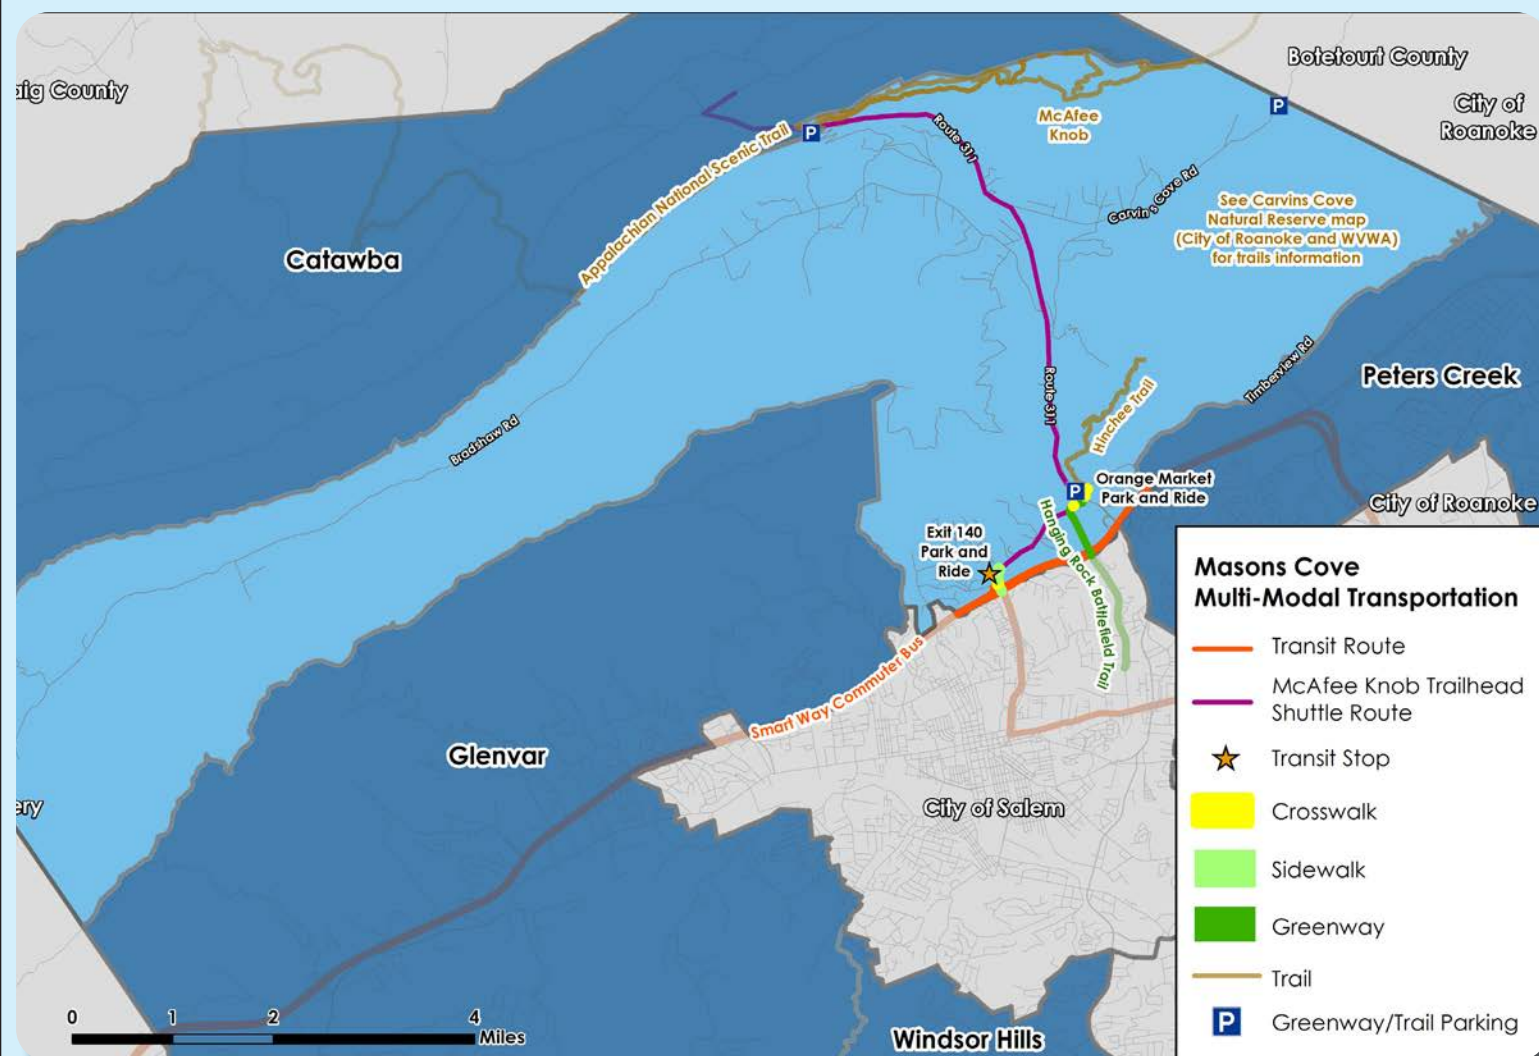 Botetourt County
aig County
City of
Roanoke
McAfee
Knob
Route 311
Appalachian National Scenic Trail
P
P
Carvin s Cove Rd
See Carvins Cove
Natural Reserve map
(City of Roanoke and WVWA)
for trails information
Catawba
Timberview Rd
Peters Creek
Route 311
Hinchee Trail
Bradshaw Rd
P
Orange Market
Park and Ride
City of Roanoke
Exit 140
Park and
Ride
Hanging Rock Battlefield Trail
Smart Way Commuter Bus
Glenvar
ery
City of Salem
Windsor Hills
0 1 2 4
Miles
Masons Cove
Multi-Modal Transportation
Transit Route
McAfee Knob Trailhead
Shuttle Route
Transit Stop
Crosswalk
Sidewalk
Greenway
Trail
P Greenway/Trail Parking